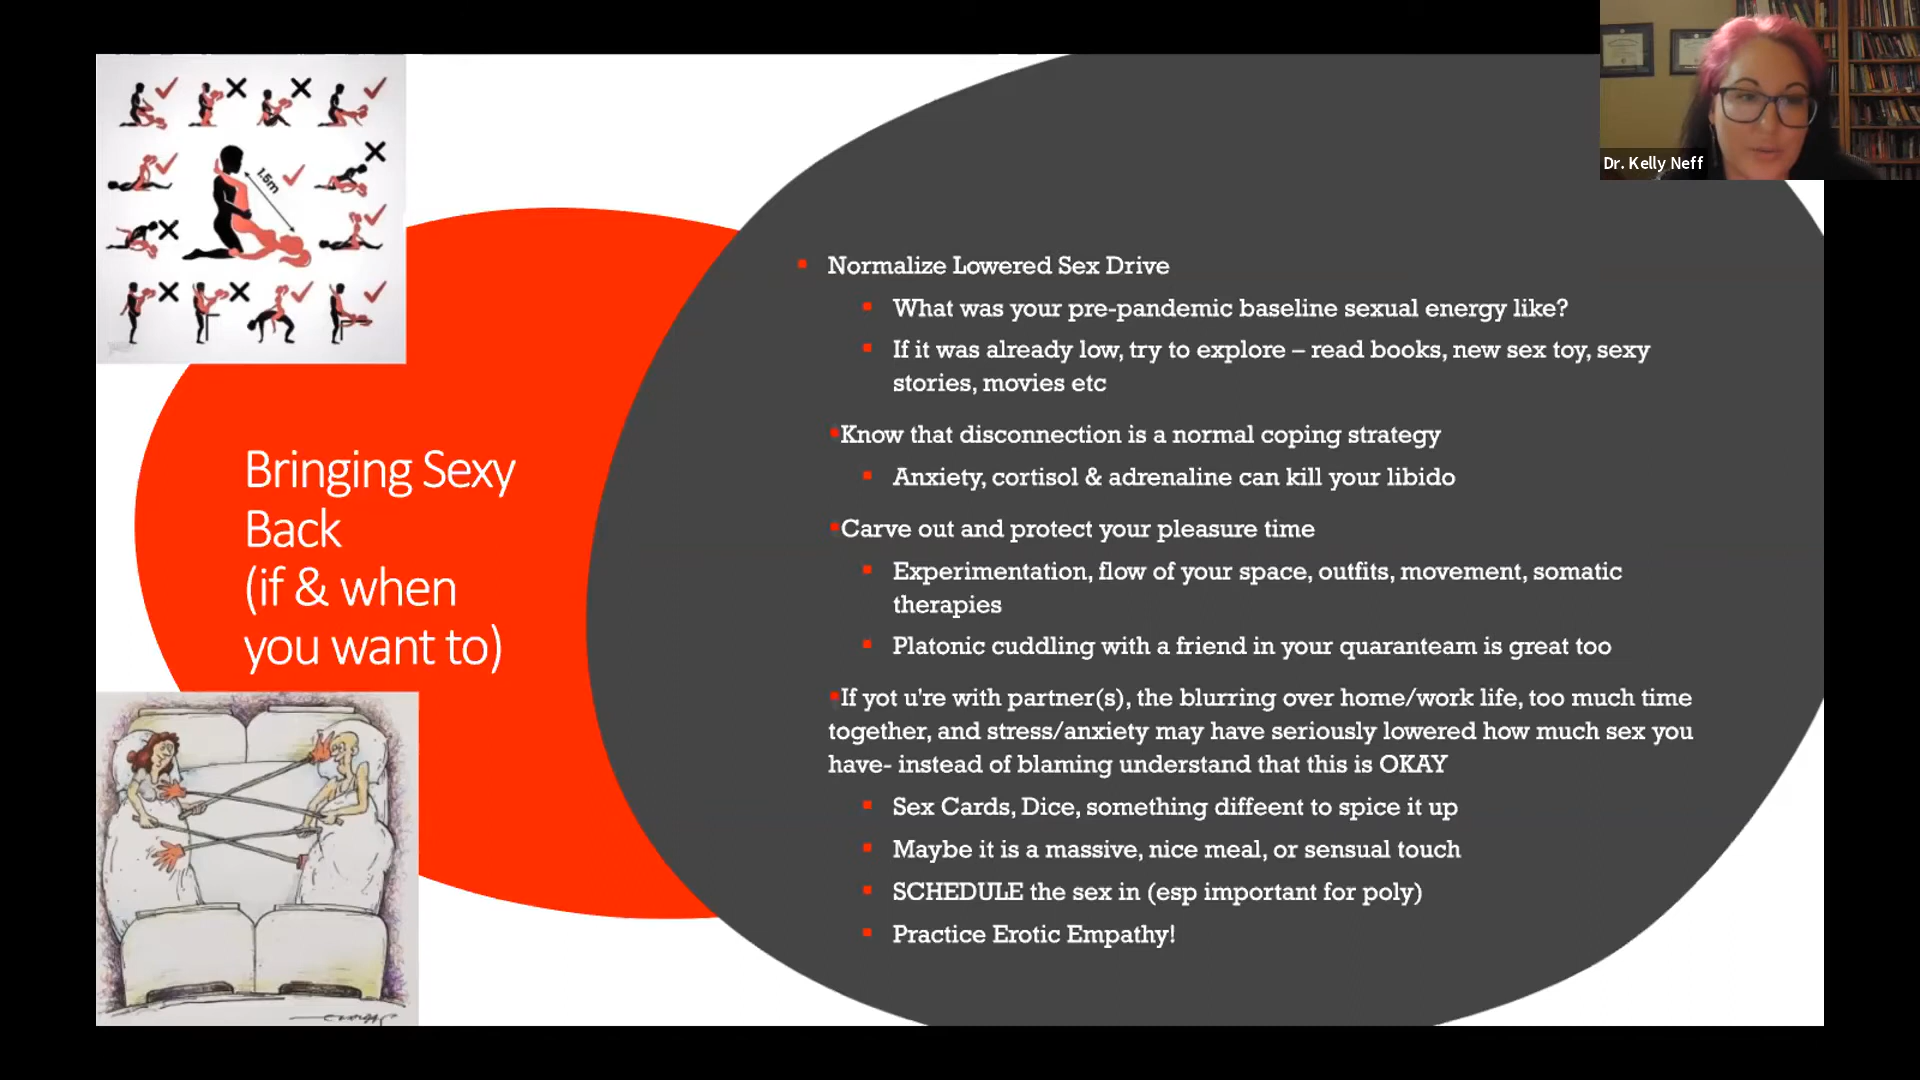 Dr. Kelly Neff
1.5m
Bringing Sexy
Back
(if & when
you want to)
Normalize Lowered Sex Drive
What was your pre-pandemic baseline sexual energy like?
If it was already low, try to explore – read books, new sex toy, sexy
stories, movies etc
Know that disconnection is a normal coping strategy
Anxiety, cortisol & adrenaline can kill your libido
Carve out and protect your pleasure time
Experimentation, flow of your space, outfits, movement, somatic
therapies
Platonic cuddling with a friend in your quaranteam is great too
If yot u're with partner(s), the blurring over home/work life, too much time
together, and stress/anxiety may have seriously lowered how much sex you
have- instead of blaming understand that this is OKAY
Sex Cards, Dice, something diffeent to spice it up
Maybe it is a massive, nice meal, or sensual touch
SCHEDULE the sex in (esp important for poly)
Practice Erotic Empathy!